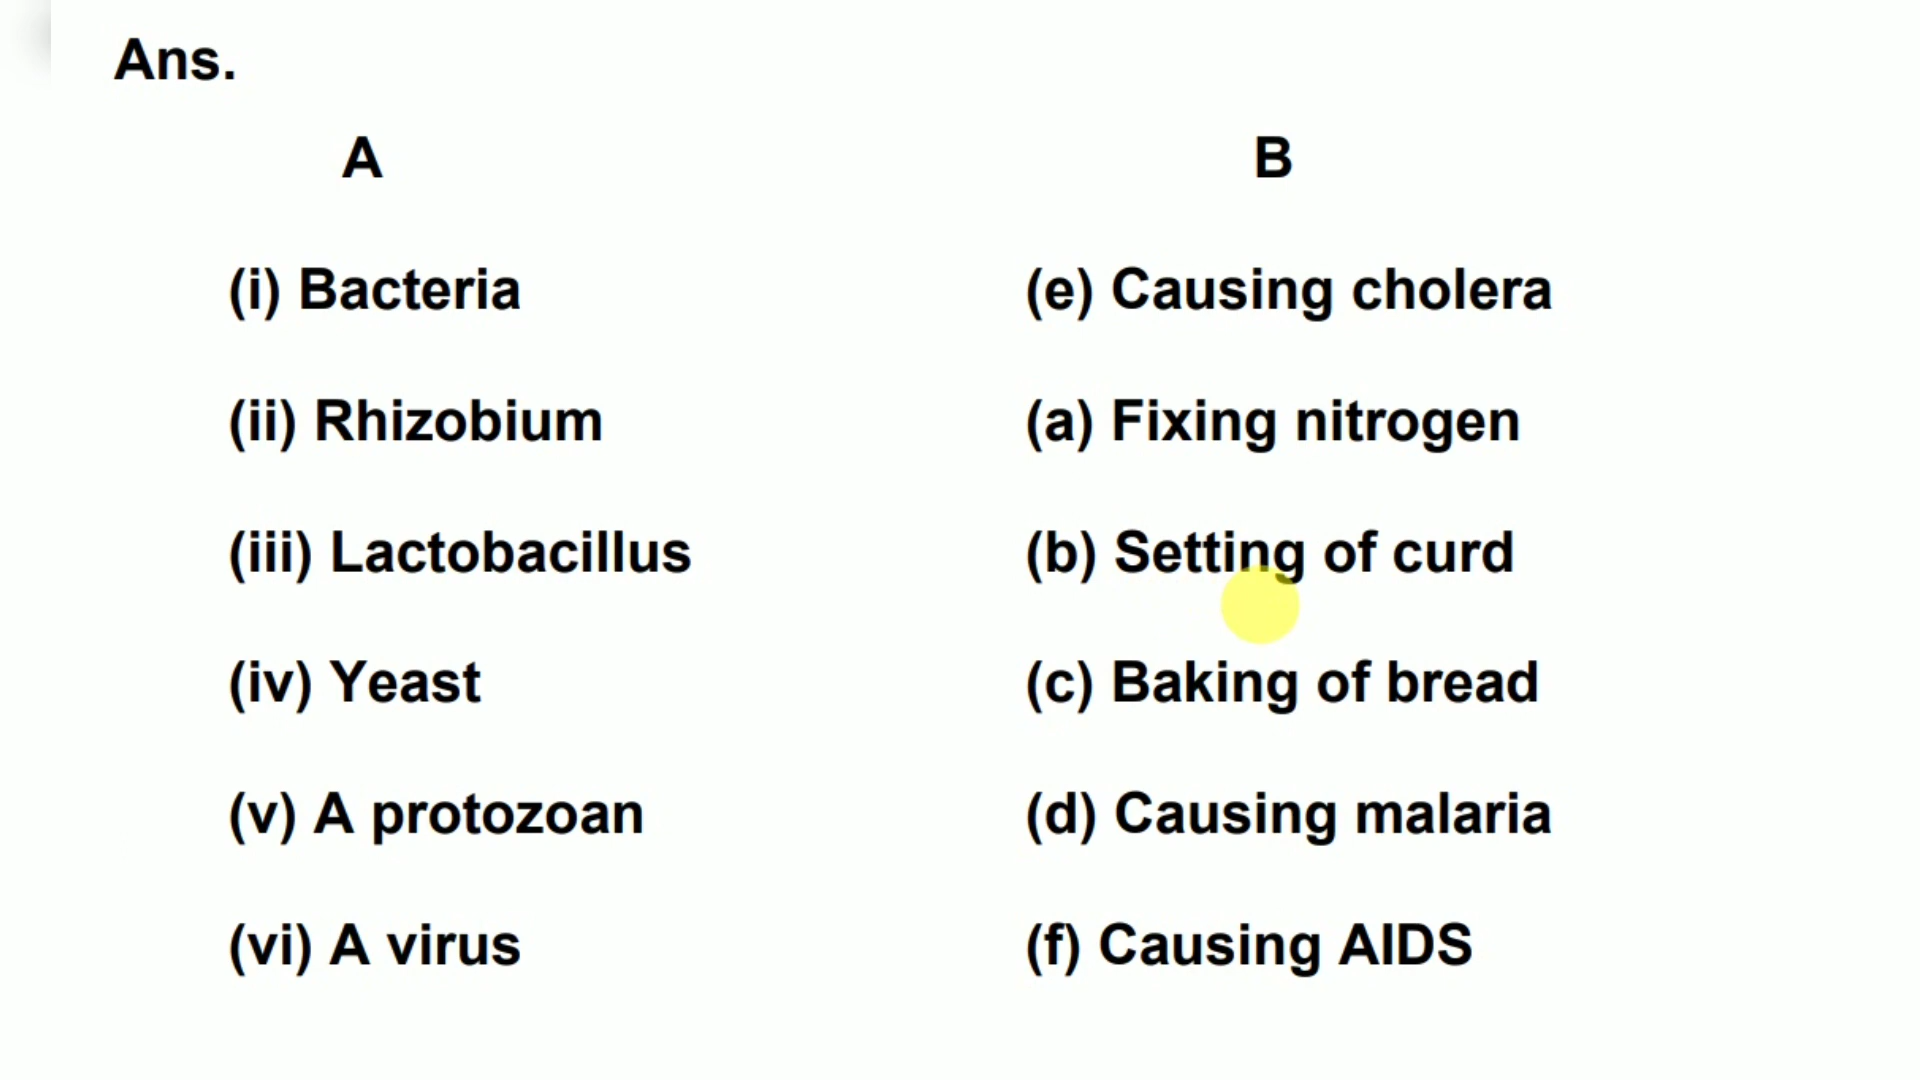 Ans.
A B
(i) Bacteria (e) Causing cholera
(ii) Rhizobium (a) Fixing nitrogen
(iii) Lactobacillus (b) Setting of curd
(iv) Yeast (c) Baking of bread
(v) A protozoan (d) Causing malaria
(vi) A virus (f) Causing AIDS